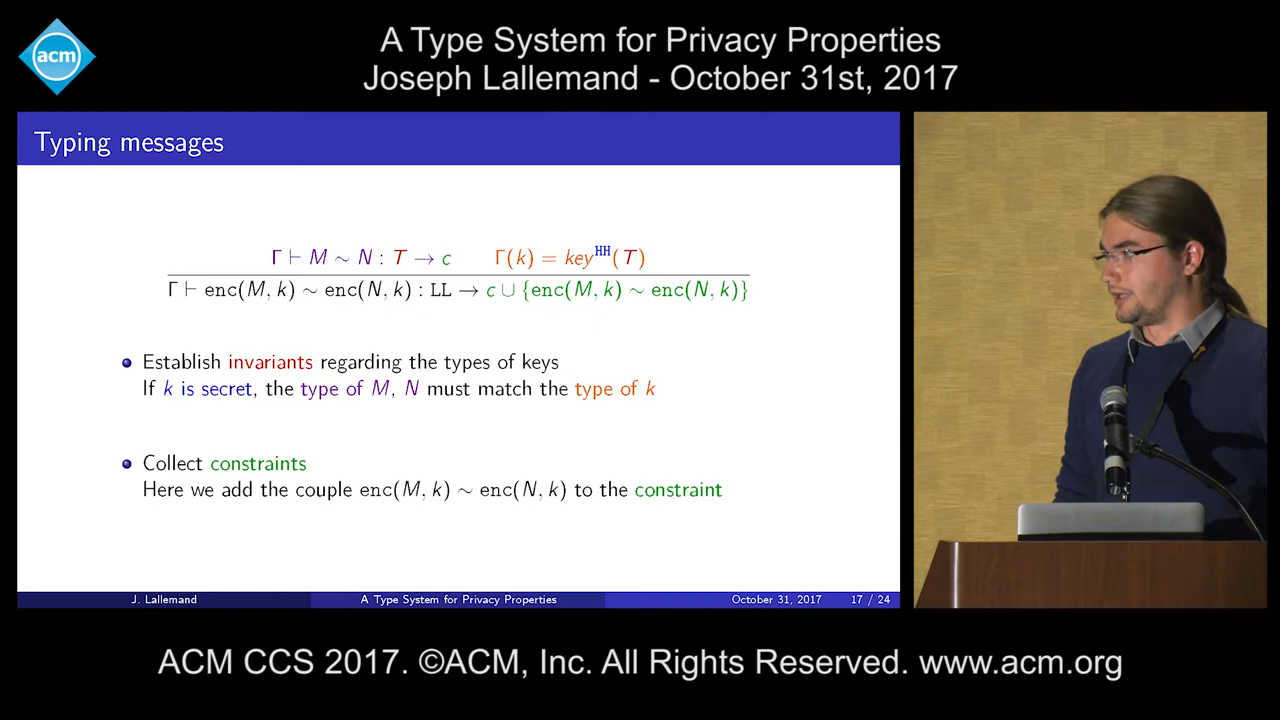 acm
A Type System for Privacy Properties
Joseph Lallemand - October 31st, 2017
Typing messages
Γ ⊢ M ∼ N : T → c    Γ(k) = key^HH(T)
Γ ⊢ enc(M, k) ∼ enc(N, k) : LL → c ∪ {enc(M, k) ∼ enc(N, k)}
Establish invariants regarding the types of keys
If k is secret, the type of M, N must match the type of k
Collect constraints
Here we add the couple enc(M, k) ∼ enc(N, k) to the constraint
J. Lallemand    A Type System for Privacy Properties    October 31, 2017    17 / 24
ACM CCS 2017. ©ACM, Inc. All Rights Reserved. www.acm.org